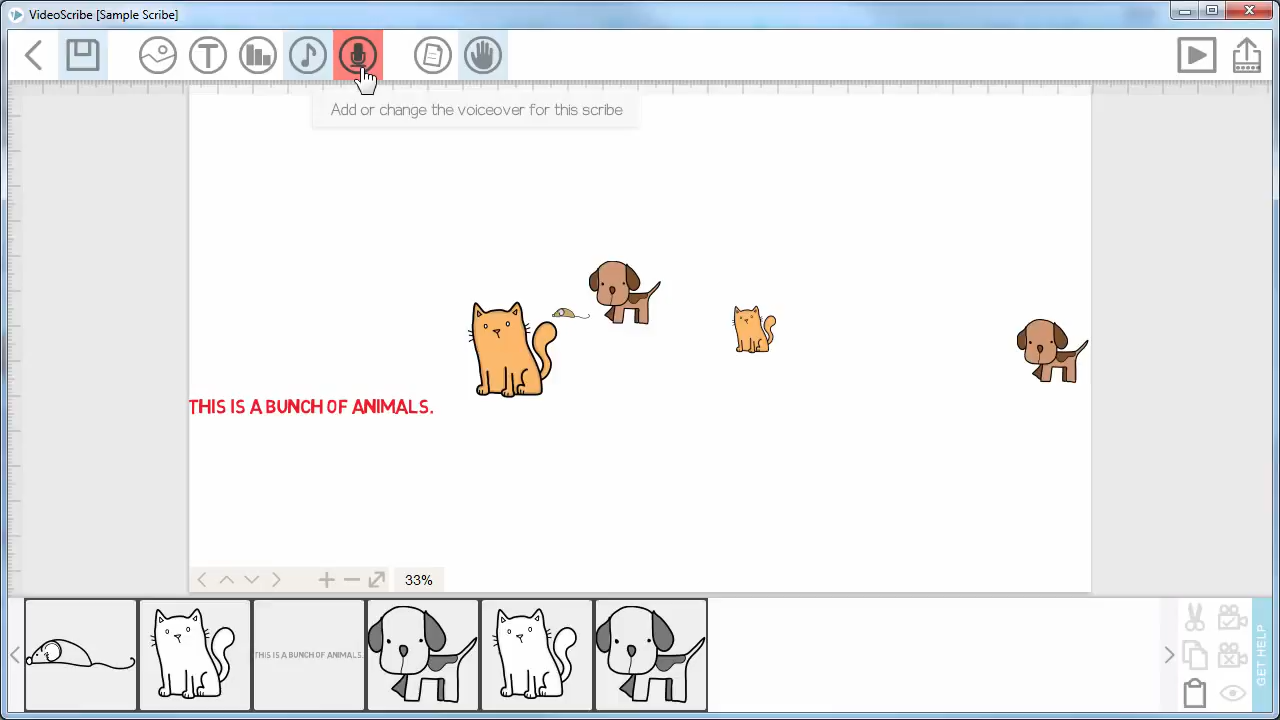 VideoScribe [Sample Scribe]
T
Add or change the voiceover for this scribe
THIS IS A BUNCH OF ANIMALS.
33%
THIS IS A BUNCH OF ANIMALS.
GET HELP